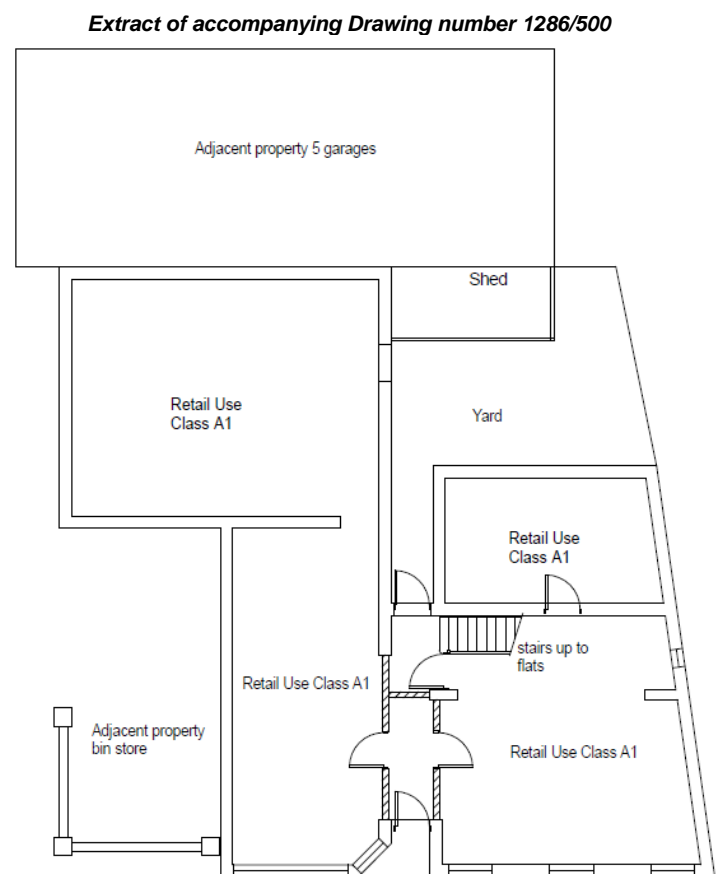 Extract of accompanying Drawing number 1286/500
Adjacent property 5 garages
Shed
Retail Use
Class A1
Yard
Retail Use
Class A1
stairs up to
flats
Retail Use Class A1
Adjacent property
bin store
Retail Use Class A1